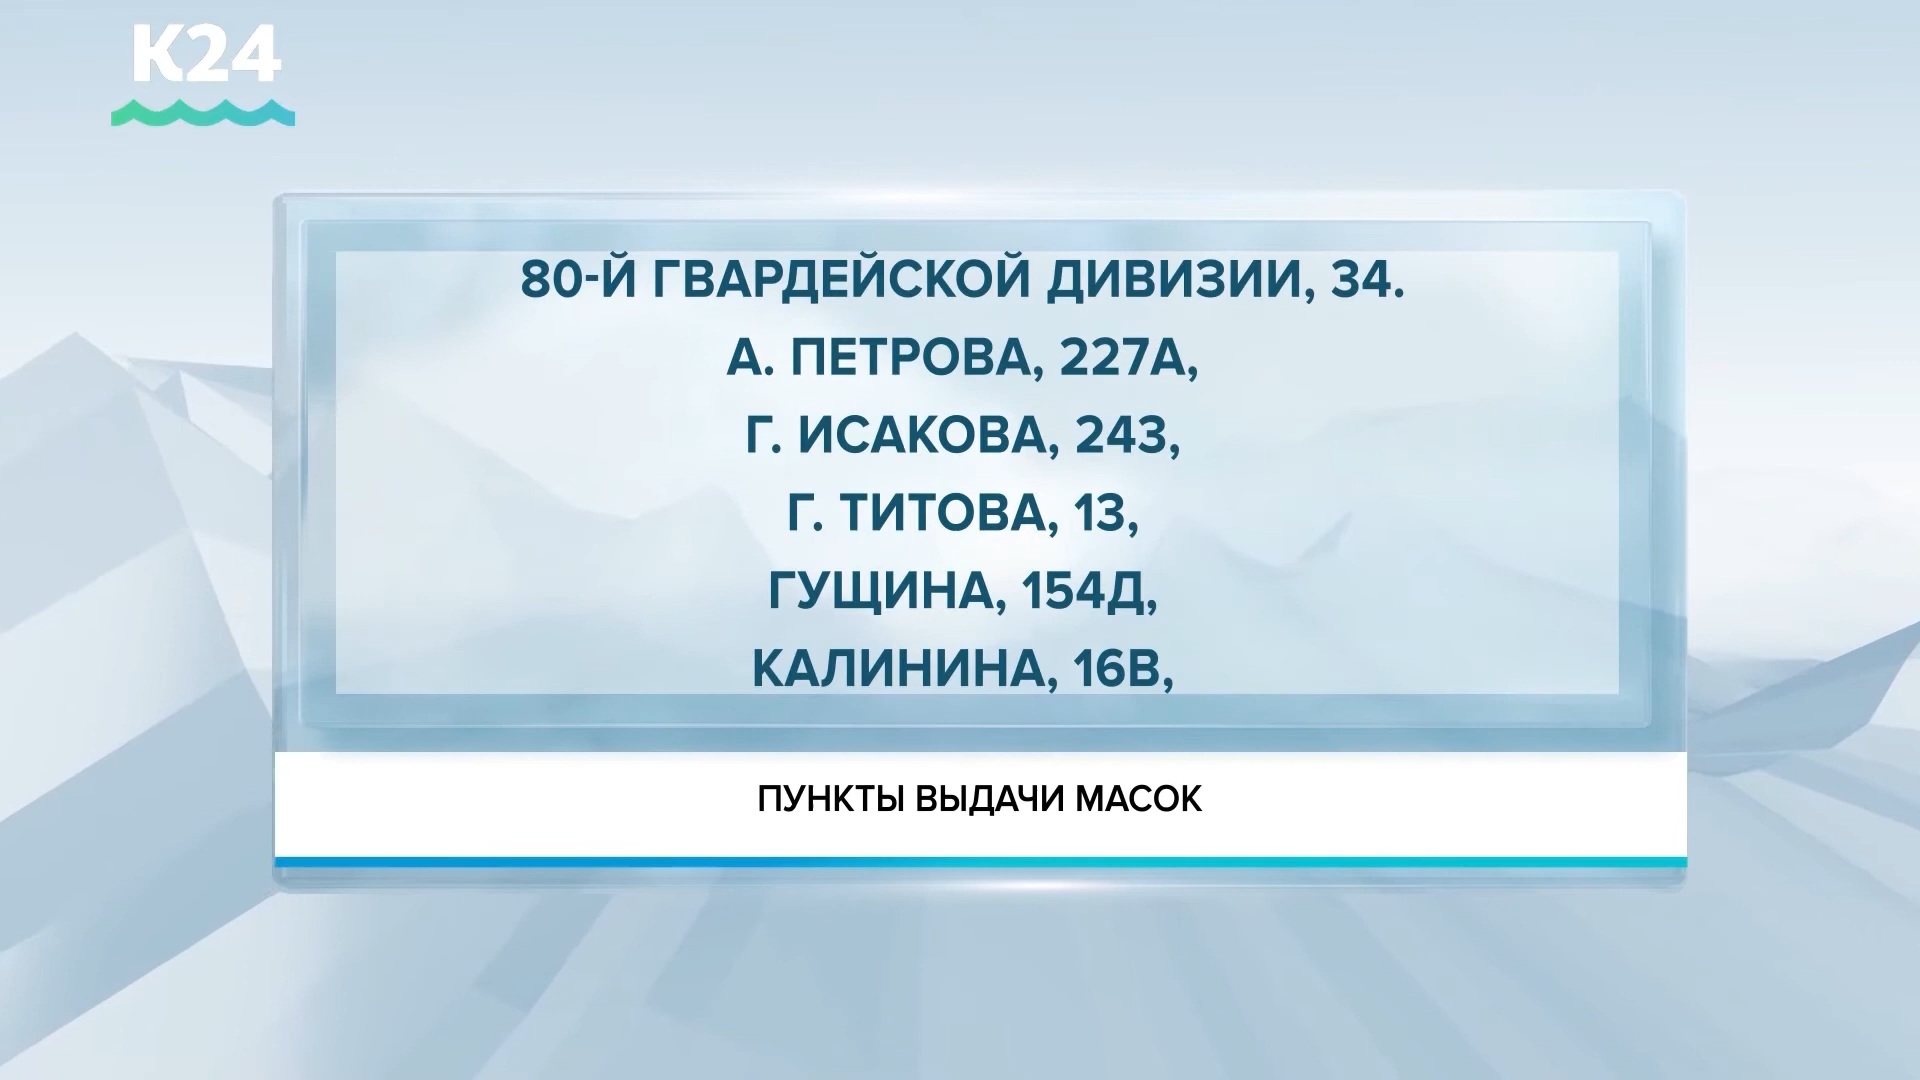 К24
80-Й ГВАРДЕЙСКОЙ ДИВИЗИИ, 34.
А. ПЕТРОВА, 227А,
Г. ИСАКОВА, 243,
Г. ТИТОВА, 13,
ГУЩИНА, 154Д,
КАЛИНИНА, 16В,
ПУНКТЫ ВЫДАЧИ МАСОК